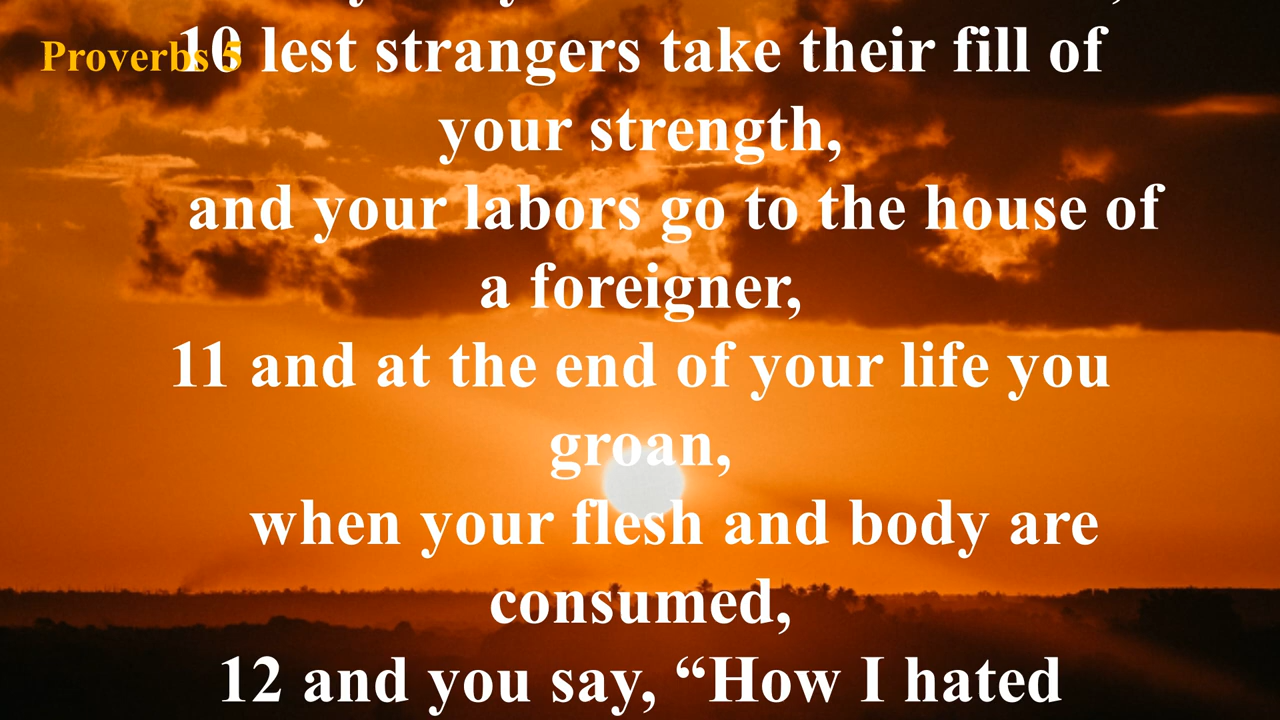 Proverbs 5
10 lest strangers take their fill of
your strength,
and your labors go to the house of
a foreigner,
11 and at the end of your life you
groan,
when your flesh and body are
consumed,
12 and you say, “How I hated